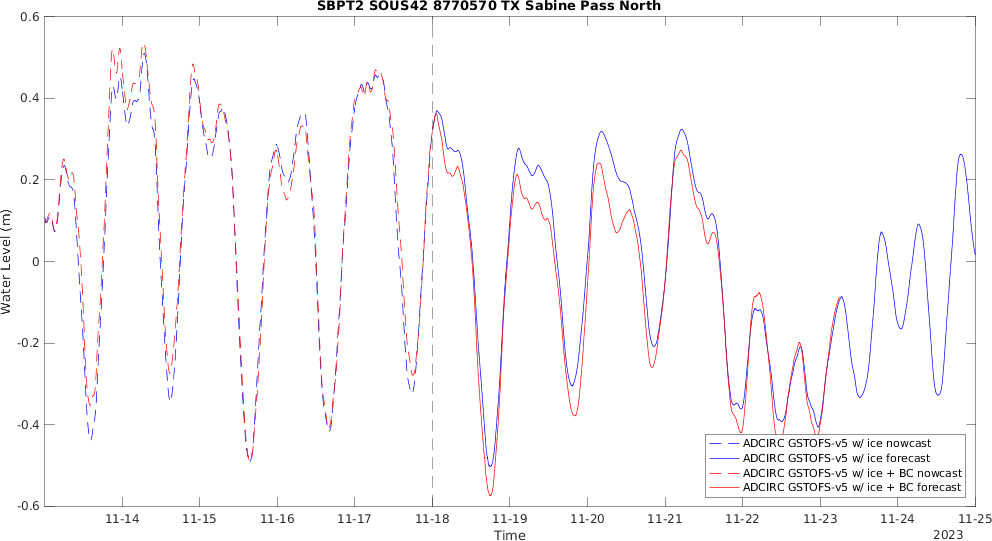 SBPT2 SOUS42 8770570 TX Sabine Pass North
Water Level (m)
0.6
0.4
0.2
0
-0.2
-0.4
-0.6
ADCIRC GSTOFS-v5 w/ ice nowcast
ADCIRC GSTOFS-v5 w/ ice forecast
ADCIRC GSTOFS-v5 w/ ice + BC nowcast
ADCIRC GSTOFS-v5 w/ ice + BC forecast
11-14 11-15 11-16 11-17 11-18 11-19 11-20 11-21 11-22 11-23 11-24 11-25
Time
2023